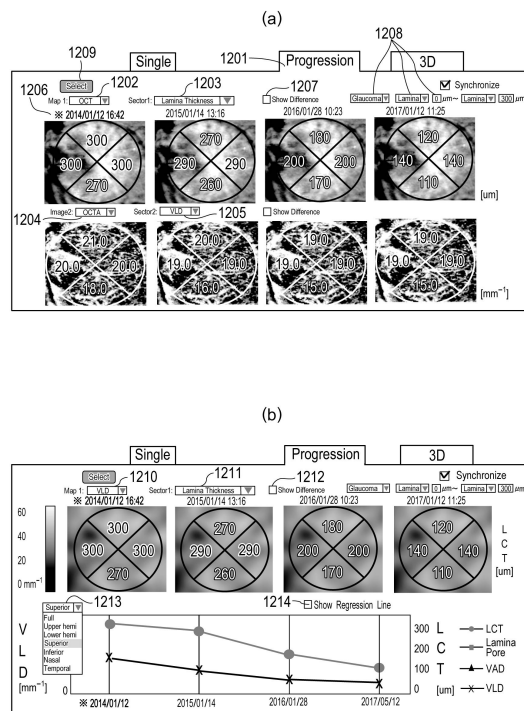 (a)
1209
1201
1208
1202
1203
Single
Progression
3D
1206
Select
1207
Synchronize
Map 1: OCT
Sector1: Lamina Thickness
Show Difference
Glaucoma
Lamina
0 μm~
Lamina
300 μm
※ 2014/01/12 16:42
2015/01/14 13:16
2016/01/28 10:23
2017/01/12 11:25
300
270
180
120
300 300
290 290
200 200
140 140
270
260
170
110
[um]
Image2: OCTA
Sector2: VLD
Show Difference
1204
1205
21.0
20.0
19.0
19.0
20.0 20.0
19.0 19.0
19.0 19.0
19.0 19.0
18.0
16.0
15.0
15.0
[mm⁻¹]
(b)
Single
Progression
3D
1210
1211
1212
Select
Synchronize
Map 1: VLD
Sector1: Lamina Thickness
Show Difference
Glaucoma
Lamina
0 μm~
Lamina
300 μm
※ 2014/01/12 16:42
2015/01/14 13:16
2016/01/28 10:23
2017/01/12 11:25
60
40
20
0 mm⁻¹
300
270
180
120
300 300
290 290
200 200
140 140
270
260
170
110
L
C
T
[um]
Superior
1213
1214
Show Regression Line
Full
Upper hemi
Lower hemi
Superior
Inferior
Nasal
Temporal
V
L
D
[mm⁻¹]
0
300
200
100
0
L
C
T
[um]
LCT
Lamina
Pore
VAD
VLD
※ 2014/01/12
2015/01/14
2016/01/28
2017/05/12